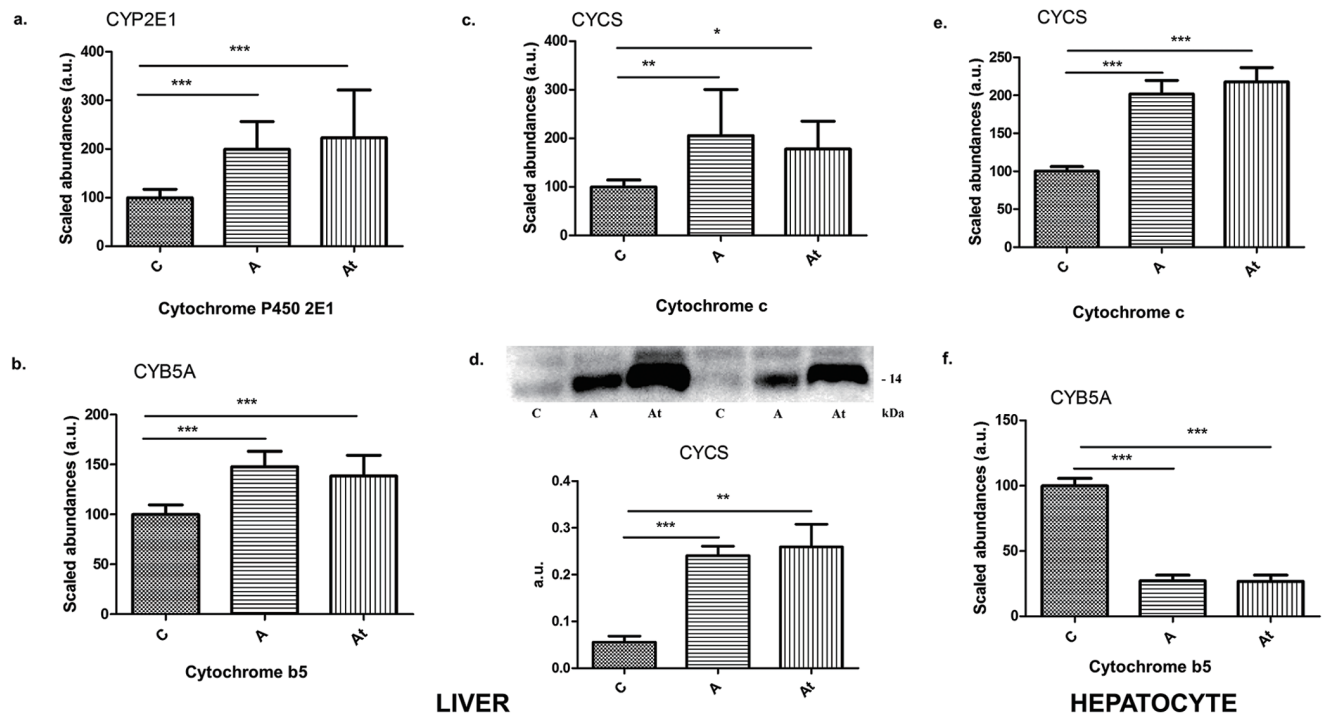 a.
CYP2E1
Scaled abundances (a.u.)
400
300
200
100
0
***
***
C
A
At
Cytochrome P450 2E1
b.
CYB5A
Scaled abundances (a.u.)
200
150
100
50
0
***
***
C
A
At
Cytochrome b5
c.
CYCS
Scaled abundances (a.u.)
400
300
200
100
0
*
**
C
A
At
Cytochrome c
d.
- 14
C A At C A At kDa
CYCS
a.u.
0.4
0.3
0.2
0.1
0.0
**
***
C
A
At
LIVER
e.
CYCS
Scaled abundances (a.u.)
250
200
150
100
50
0
***
***
C
A
At
Cytochrome c
f.
CYB5A
Scaled abundances (a.u.)
150
100
50
0
***
***
C
A
At
Cytochrome b5
HEPATOCYTE